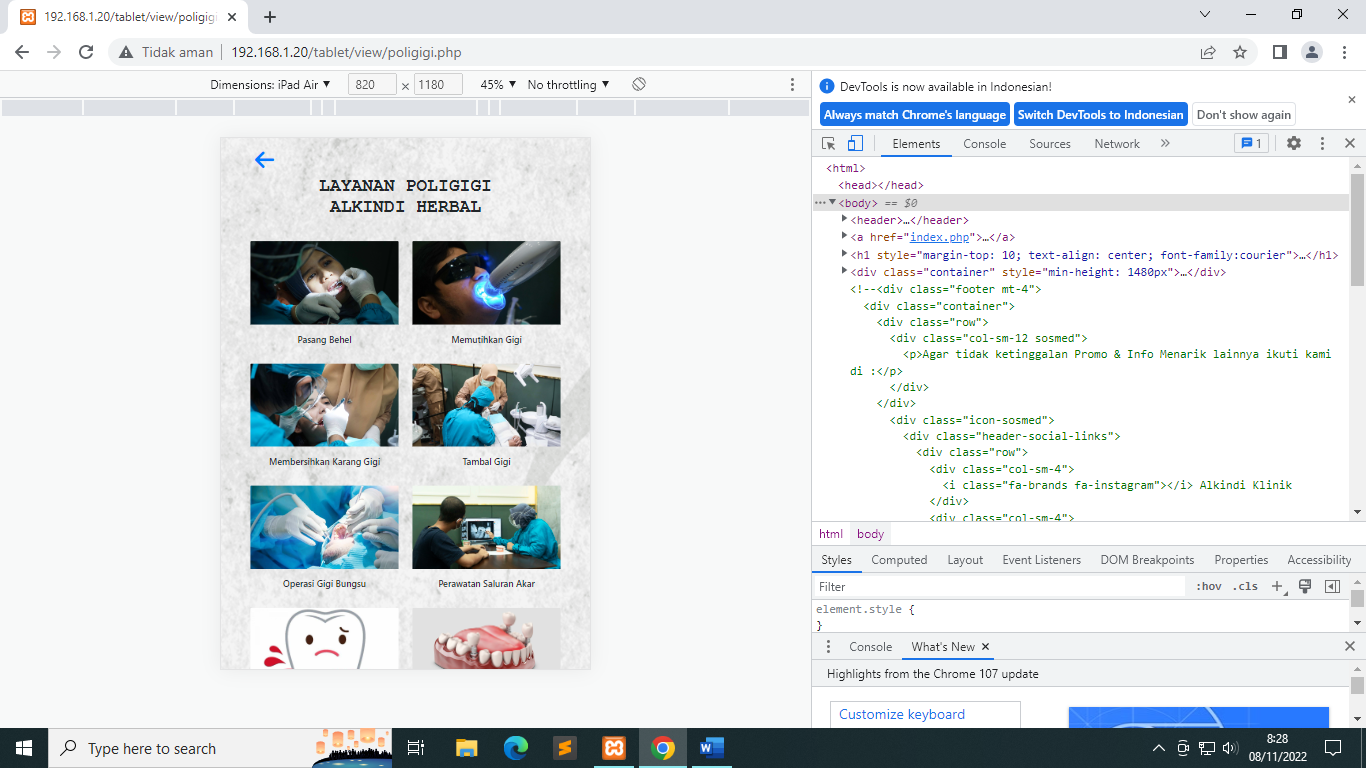 192.168.1.20/tablet/view/poligigi
Tidak aman
192.168.1.20/tablet/view/poligigi.php
Dimensions: iPad Air ▼ 820 × 1180 45% ▼ No throttling ▼
LAYANAN POLIGIGI
ALKINDI HERBAL
Pasang Behel
Memutihkan Gigi
Membersihkan Karang Gigi
Tambal Gigi
Operasi Gigi Bungsu
Perawatan Saluran Akar
DevTools is now available in Indonesian!
Always match Chrome's language
Switch DevTools to Indonesian
Don't show again
Elements Console Sources Network » 1
<html>
<head></head>
<body> == $0
<header>…</header>
<a href="index.php">…</a>
<h1 style="margin-top: 10; text-align: center; font-family:courier">…</h1>
<div class="container" style="min-height: 1480px">…</div>
<!--<div class="footer mt-4">
<div class="container">
<div class="row">
<div class="col-sm-12 sosmed">
<p>Agar tidak ketinggalan Promo & Info Menarik lainnya ikuti kami
di :</p>
</div>
</div>
<div class="icon-sosmed">
<div class="header-social-links">
<div class="row">
<div class="col-sm-4">
<i class="fa-brands fa-instagram"></i> Alkindi Klinik
</div>
<div class="col-sm-4">
html body
Styles Computed Layout Event Listeners DOM Breakpoints Properties Accessibility
Filter
:hov .cls
element.style {
}
Console What's New
Highlights from the Chrome 107 update
Customize keyboard
Type here to search
8:28
08/11/2022